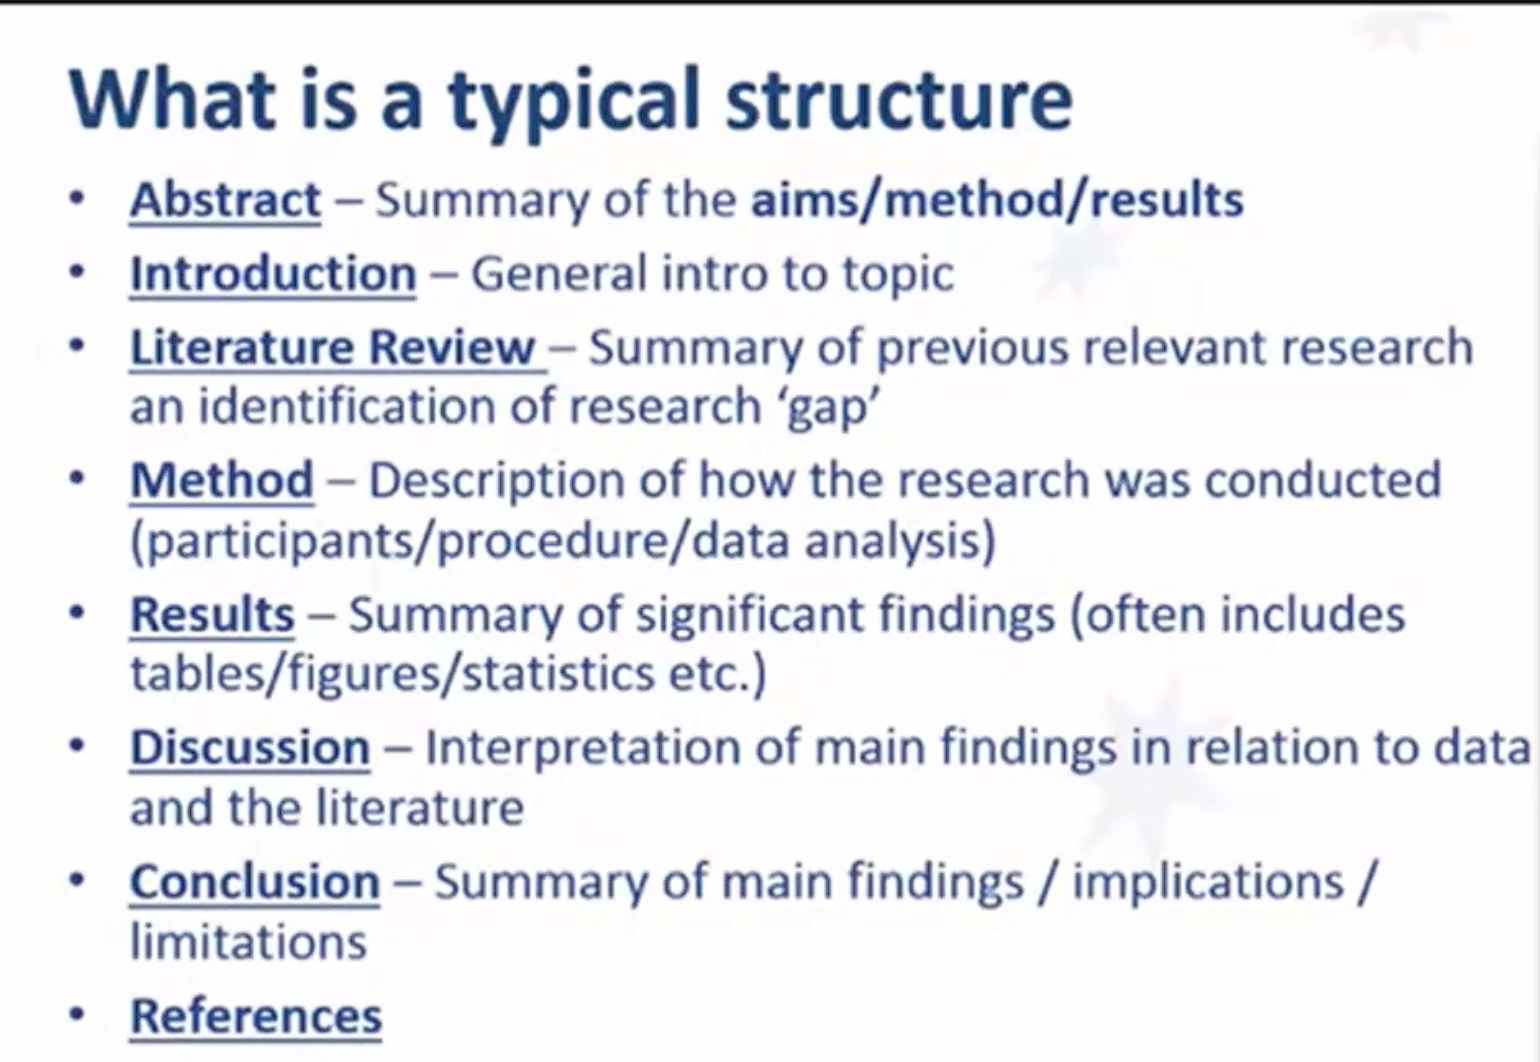 What is a typical structure
• Abstract – Summary of the aims/method/results
• Introduction – General intro to topic
• Literature Review – Summary of previous relevant research
an identification of research ‘gap’
• Method – Description of how the research was conducted
(participants/procedure/data analysis)
• Results – Summary of significant findings (often includes
tables/figures/statistics etc.)
• Discussion – Interpretation of main findings in relation to data
and the literature
• Conclusion – Summary of main findings / implications /
limitations
• References